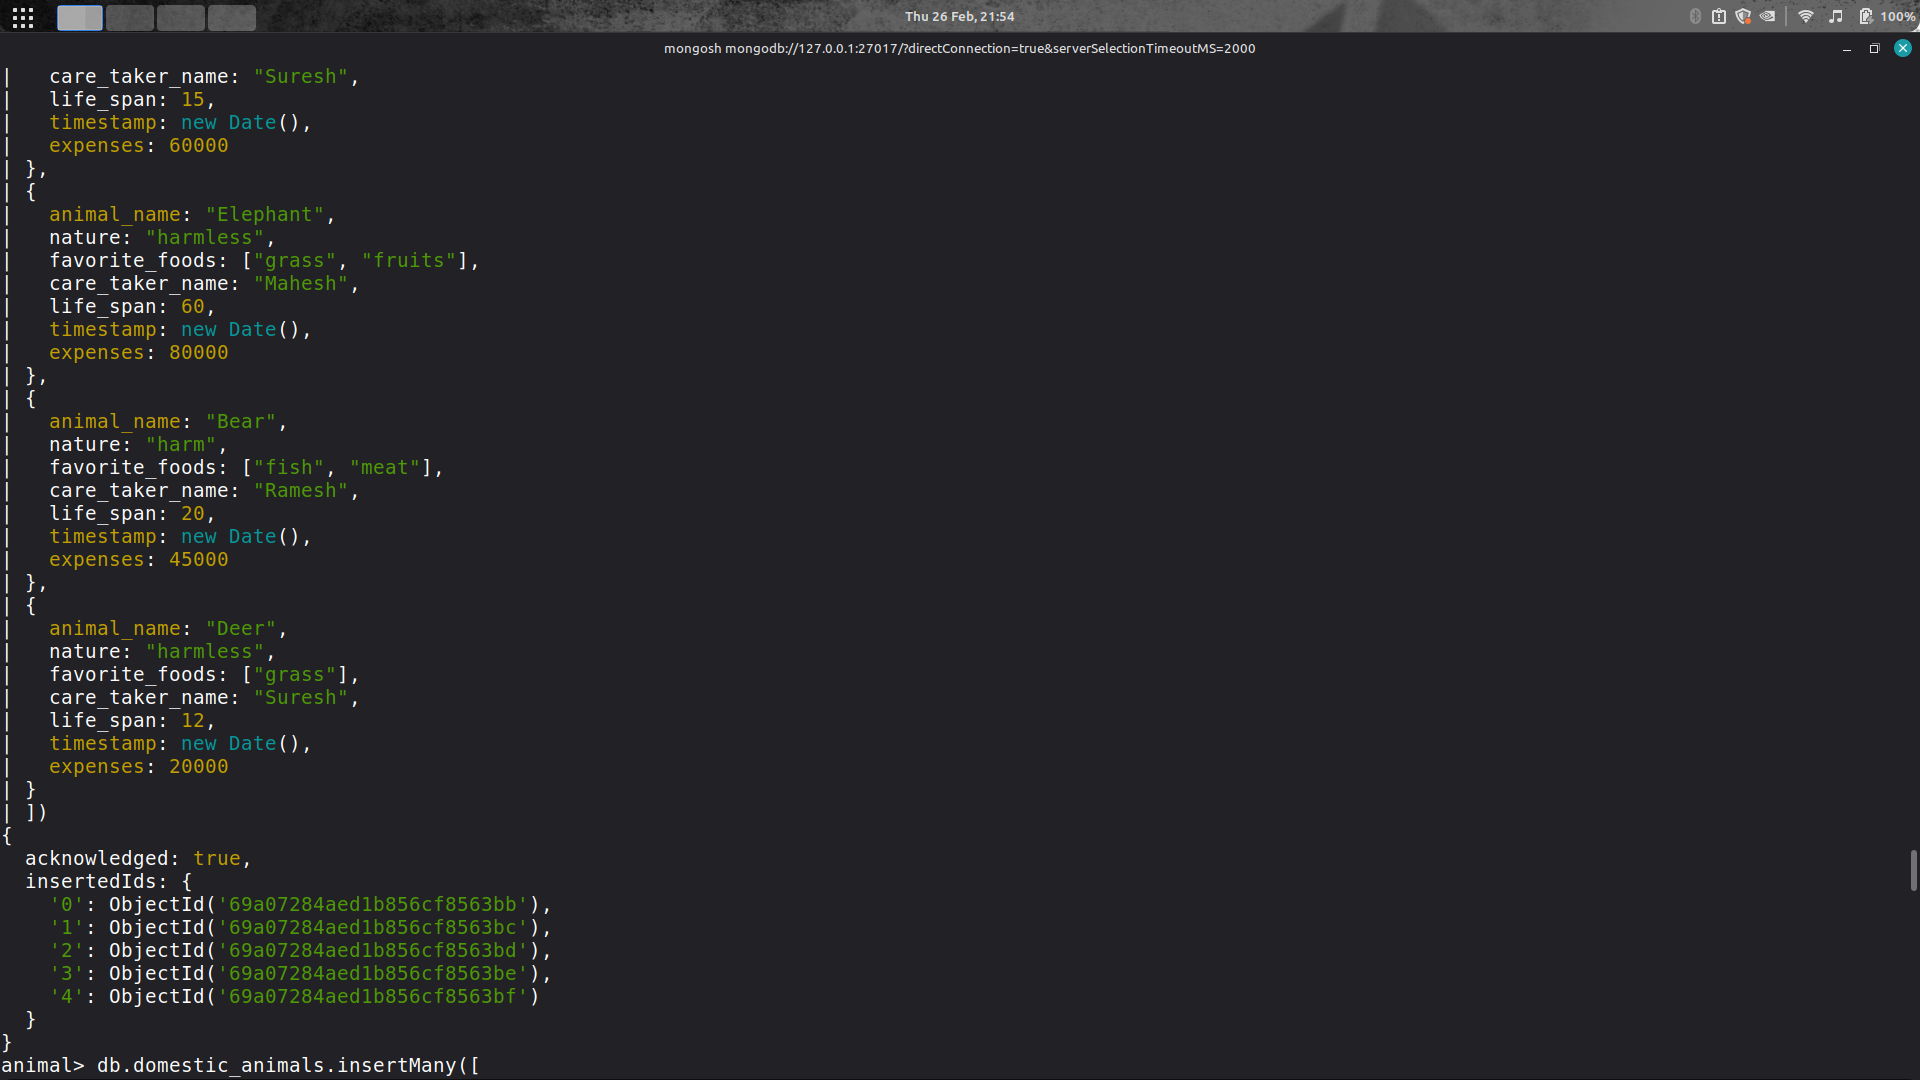 Thu 26 Feb, 21:54
100%
mongosh mongodb://127.0.0.1:27017/?directConnection=true&serverSelectionTimeoutMS=2000
|   care_taker_name: "Suresh",
|   life_span: 15,
|   timestamp: new Date(),
|   expenses: 60000
| },
| {
|   animal_name: "Elephant",
|   nature: "harmless",
|   favorite_foods: ["grass", "fruits"],
|   care_taker_name: "Mahesh",
|   life_span: 60,
|   timestamp: new Date(),
|   expenses: 80000
| },
| {
|   animal_name: "Bear",
|   nature: "harm",
|   favorite_foods: ["fish", "meat"],
|   care_taker_name: "Ramesh",
|   life_span: 20,
|   timestamp: new Date(),
|   expenses: 45000
| },
| {
|   animal_name: "Deer",
|   nature: "harmless",
|   favorite_foods: ["grass"],
|   care_taker_name: "Suresh",
|   life_span: 12,
|   timestamp: new Date(),
|   expenses: 20000
| }
| ])
{
  acknowledged: true,
  insertedIds: {
    '0': ObjectId('69a07284aed1b856cf8563bb'),
    '1': ObjectId('69a07284aed1b856cf8563bc'),
    '2': ObjectId('69a07284aed1b856cf8563bd'),
    '3': ObjectId('69a07284aed1b856cf8563be'),
    '4': ObjectId('69a07284aed1b856cf8563bf')
  }
}
animal> db.domestic_animals.insertMany([